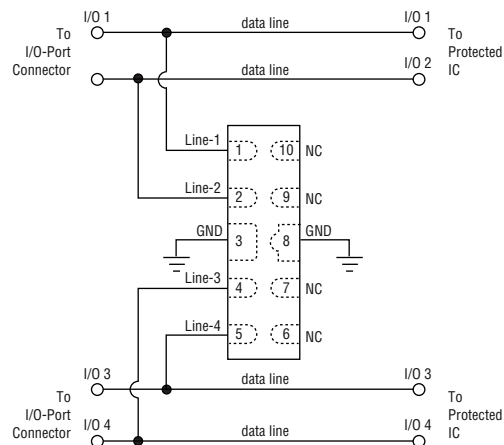 I/O 1
data line
I/O 1
To
I/O-Port
Connector
To
Protected
IC
data line
I/O 2
Line-1
1
10
NC
Line-2
2
9
NC
GND
3
8
GND
Line-3
4
7
NC
Line-4
5
6
NC
I/O 3
data line
I/O 3
To
I/O-Port
Connector
To
Protected
IC
I/O 4
data line
I/O 4